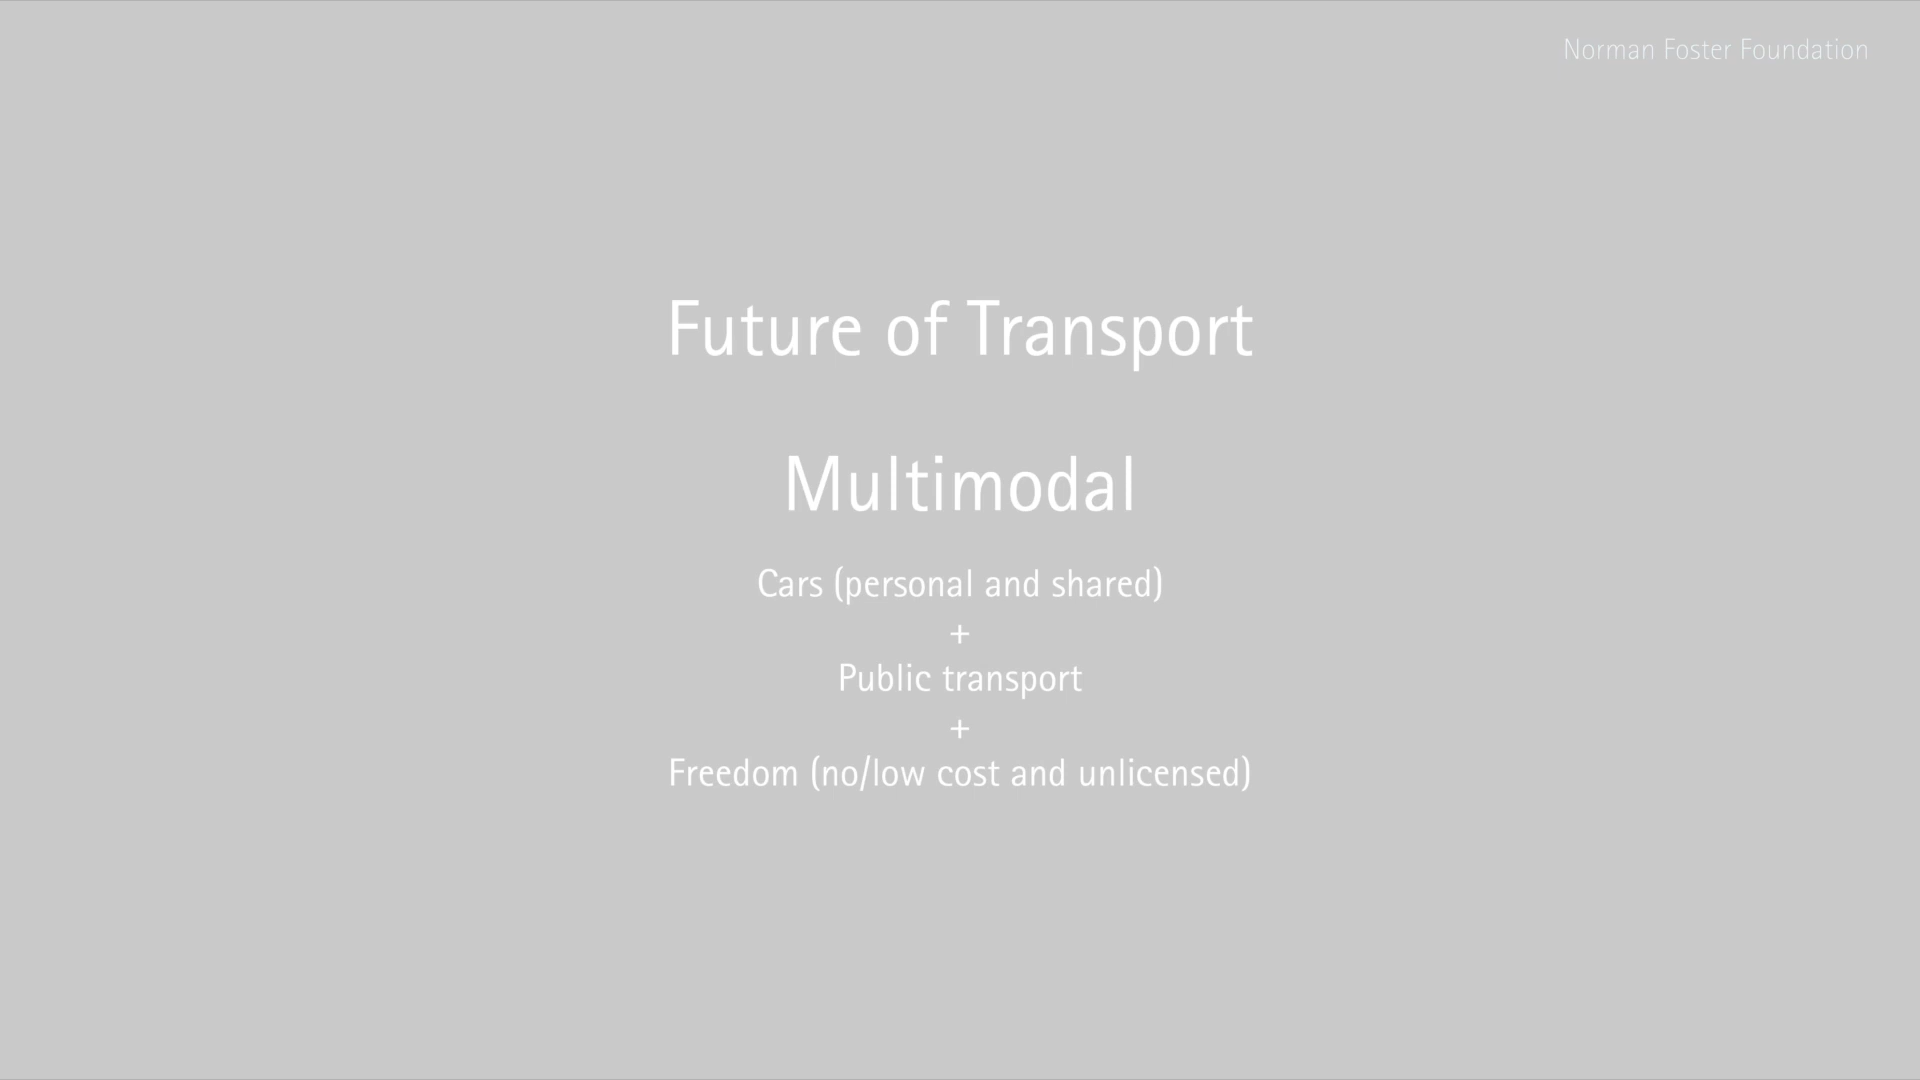 Norman Foster Foundation
Future of Transport
Multimodal
Cars (personal and shared)
+
Public transport
+
Freedom (no/low cost and unlicensed)